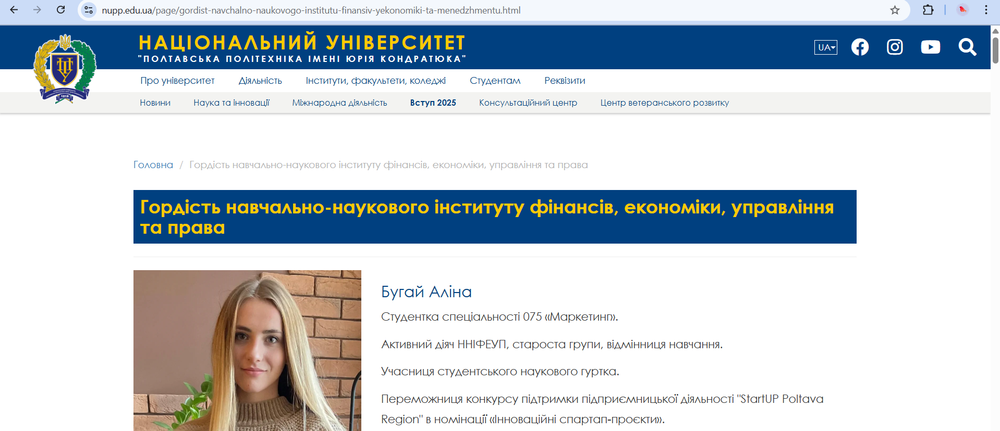 nupp.edu.ua/page/gordist-navchalno-naukovogo-institutu-finansiv-yekonomiki-ta-menedzhmentu.html
НАЦІОНАЛЬНИЙ УНІВЕРСИТЕТ
"ПОЛТАВСЬКА ПОЛІТЕХНІКА ІМЕНІ ЮРІЯ КОНДРАТЮКА"
UA
1818
Про університет Діяльність Інститути, факультети, коледжі Студентам Реквізити
Новини Наука та інновації Міжнародна діяльність Вступ 2025 Консультаційний центр Центр ветеранського розвитку
Головна / Гордість навчально-наукового інституту фінансів, економіки, управління та права
Гордість навчально-наукового інституту фінансів, економіки, управління
та права
Бугай Аліна
Студентка спеціальності 075 «Маркетинг».
Активний діяч ННІФЕУП, староста групи, відмінниця навчання.
Учасниця студентського наукового гуртка.
Переможниця конкурсу підтримки підприємницької діяльності "StartUP Poltava
Region" в номінації «Інноваційні спартап-проєкти».